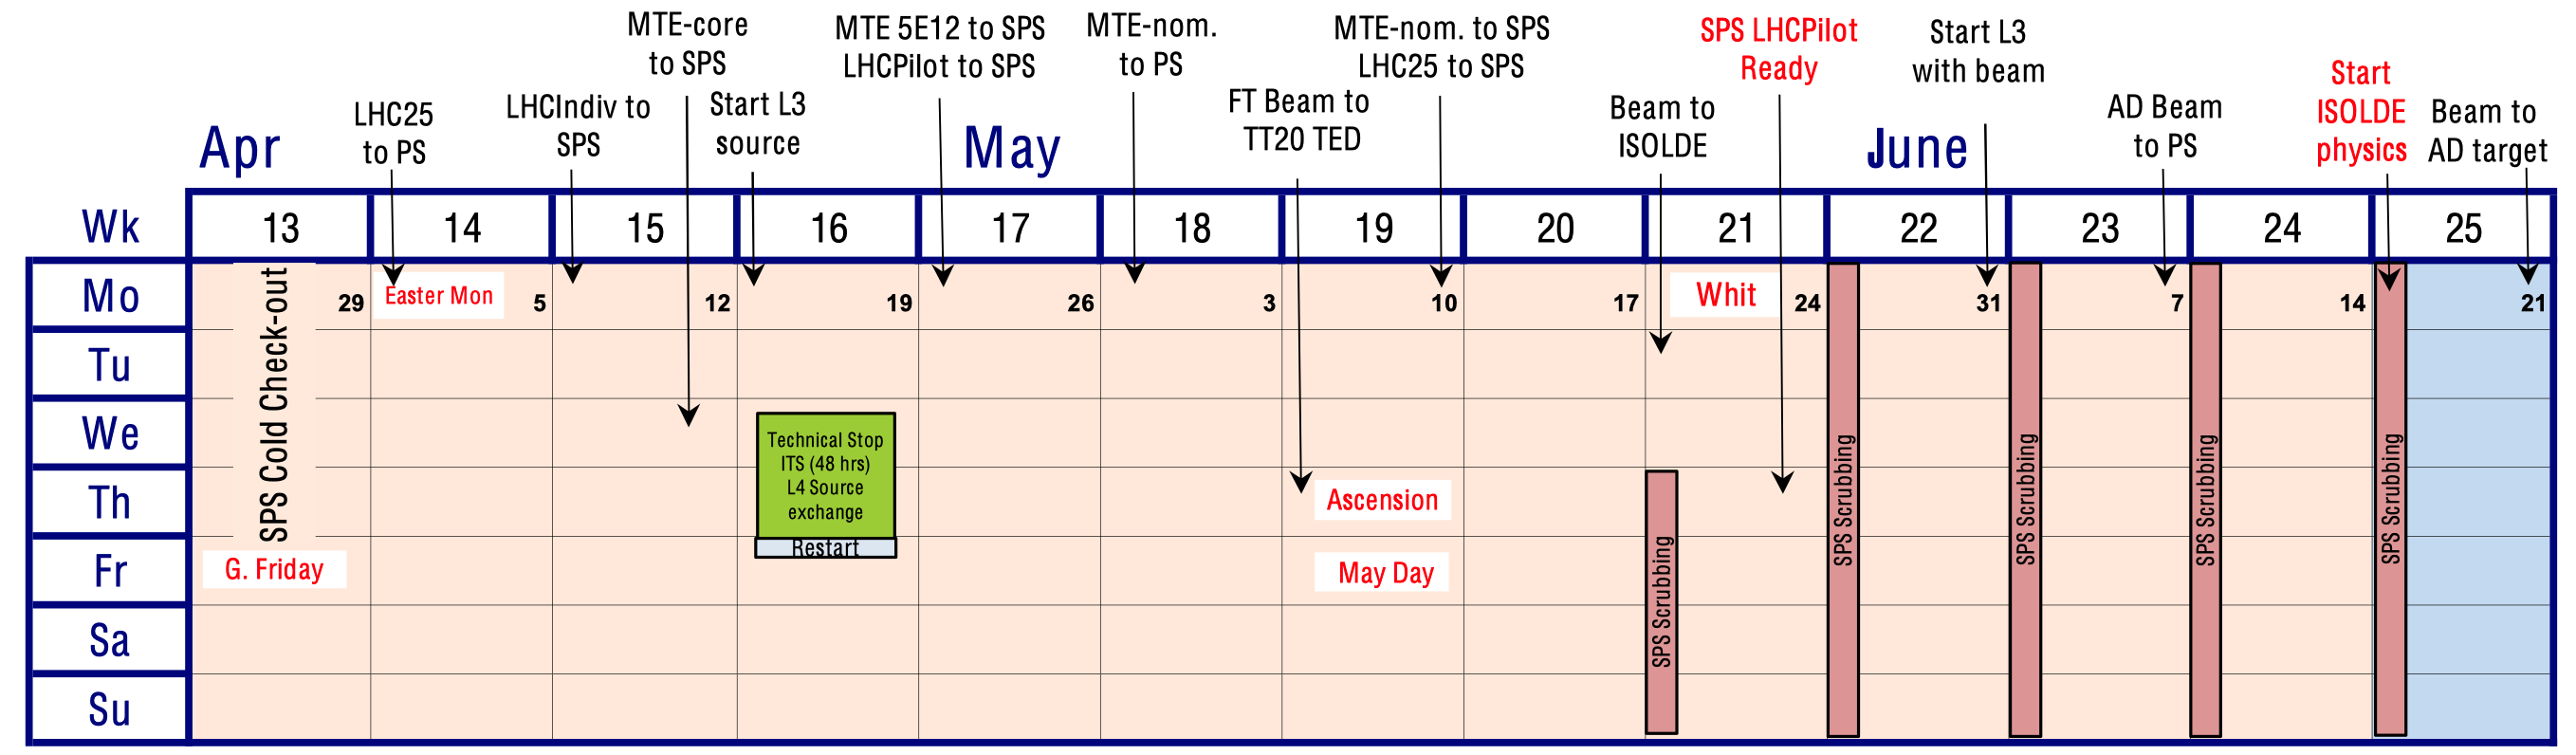 MTE-core
to SPS
MTE 5E12 to SPS
LHCPilot to SPS
MTE-nom.
to PS
MTE-nom. to SPS
LHC25 to SPS
SPS LHCPilot
Ready
Start L3
with beam
Start
ISOLDE
physics
LHC25
to PS
LHCIndiv to
SPS
Start L3
source
FT Beam to
TT20 TED
Beam to
ISOLDE
AD Beam
to PS
Beam to
AD target
Apr
May
June
Wk 13 14 15 16 17 18 19 20 21 22 23 24 25
Mo 29 Easter Mon 5 12 19 26 3 10 17 Whit 24 31 7 14 21
Tu
We
Th
Fr
Sa
Su
SPS Cold Check-out
G. Friday
Technical Stop
ITS (48 hrs)
L4 Source
exchange
Restart
Ascension
May Day
SPS Scrubbing
SPS Scrubbing
SPS Scrubbing
SPS Scrubbing
SPS Scrubbing